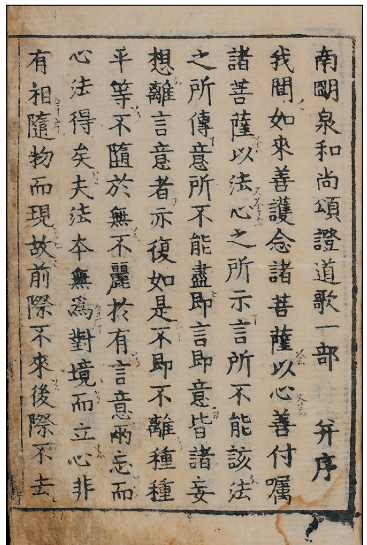 南明泉和尚頌證道歌一部 并序
我聞如來善護念諸菩薩以心善付嘱
諸菩薩以法心之所示言所不能該法
之所傳意所不能盡即言即意皆諸妄
想離言意者亦復如是不即不離種種
平等不隨於無不麗於有言意兩忘而
心法得矣夫法本無爲對境而立心非
有相隨物而現故前際不來後際不去